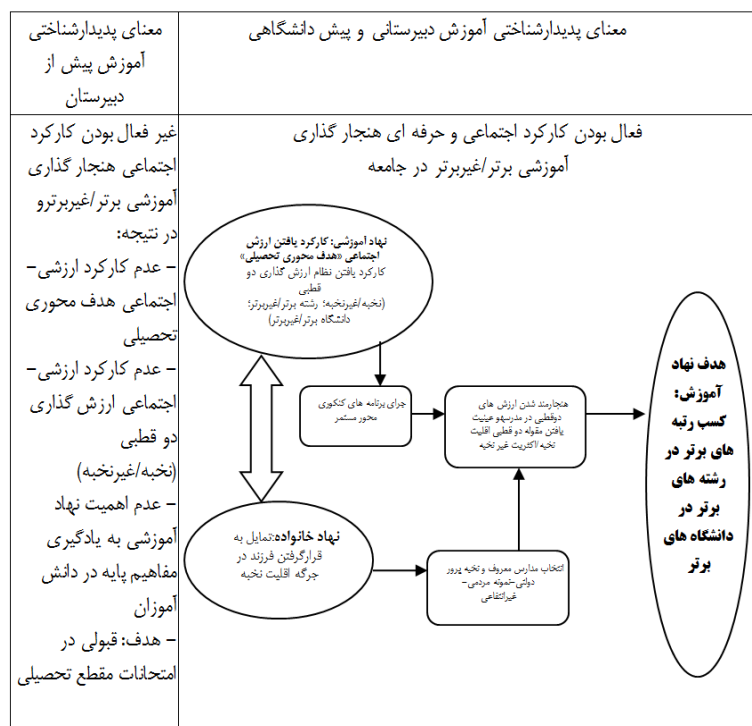 معنای پدیدارشناختی
آموزش پیش از
دبیرستان
معنای پدیدارشناختی آموزش دبیرستانی و پیش دانشگاهی
غیر فعال بودن کارکرد
اجتماعی هنجار گذاری
آموزشی برتر/غیربرترو
در نتیجه:
- عدم کارکرد ارزشی-
اجتماعی هدف محوری
تحصیلی
- عدم کارکرد ارزشی-
اجتماعی ارزش گذاری
دو قطبی
(نخبه/غیرنخبه)
- عدم اهمیت نهاد
آموزشی به یادگیری
مفاهیم پایه در دانش
آموزان
- هدف: قبولی در
امتحانات مقطع تحصیلی
فعال بودن کارکرد اجتماعی و حرفه ای هنجار گذاری
آموزشی برتر/غیربرتر در جامعه
نهاد آموزشی: کارکرد یافتن ارزش
اجتماعی «هدف محوری تحصیلی»
کارکرد یافتن نظام ارزش گذاری دو
قطبی
(نخبه/غیرنخبه؛ رشته برتر/غیربرتر؛
دانشگاه برتر/غیربرتر)
جرای برنامه های کنکوری
محور مستمر
هنجارمند شدن ارزش های
دوقطبی در مدرسهو عینیت
یافتن مقوله دو قطبی اقلیت
نخبه/اکثریت غیر نخبه
هدف نهاد
آموزش:
کسب رتبه
های برتر در
رشته های
برتر در
دانشگاه های
برتر
نهاد خانواده:تمایل به
قرارگرفتن فرزند در
جرگه اقلیت نخبه
انتخاب مدارس معروف و نخبه پرور
دولتی-نمونه مردمی-
غیرانتفاعی